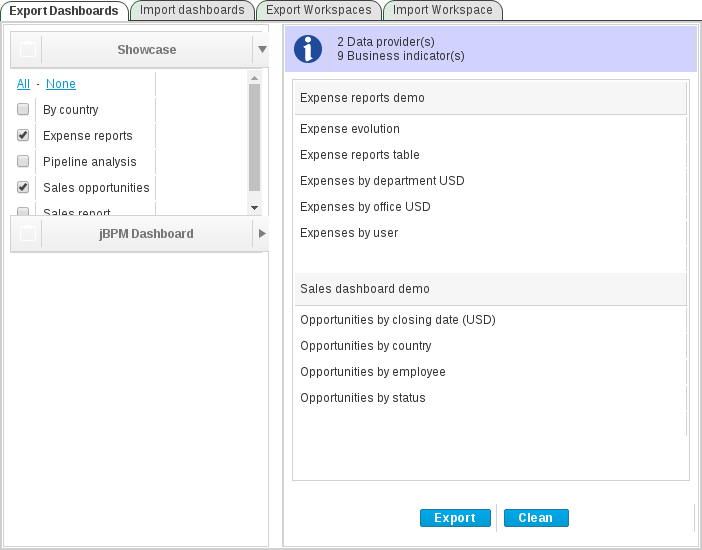 Export Dashboards
Import dashboards
Export Workspaces
Import Workspace
Showcase
All - None
By country
Expense reports
Pipeline analysis
Sales opportunities
Sales report
jBPM Dashboard
2 Data provider(s)
9 Business indicator(s)
Expense reports demo
Expense evolution
Expense reports table
Expenses by department USD
Expenses by office USD
Expenses by user
Sales dashboard demo
Opportunities by closing date (USD)
Opportunities by country
Opportunities by employee
Opportunities by status
Export
Clean